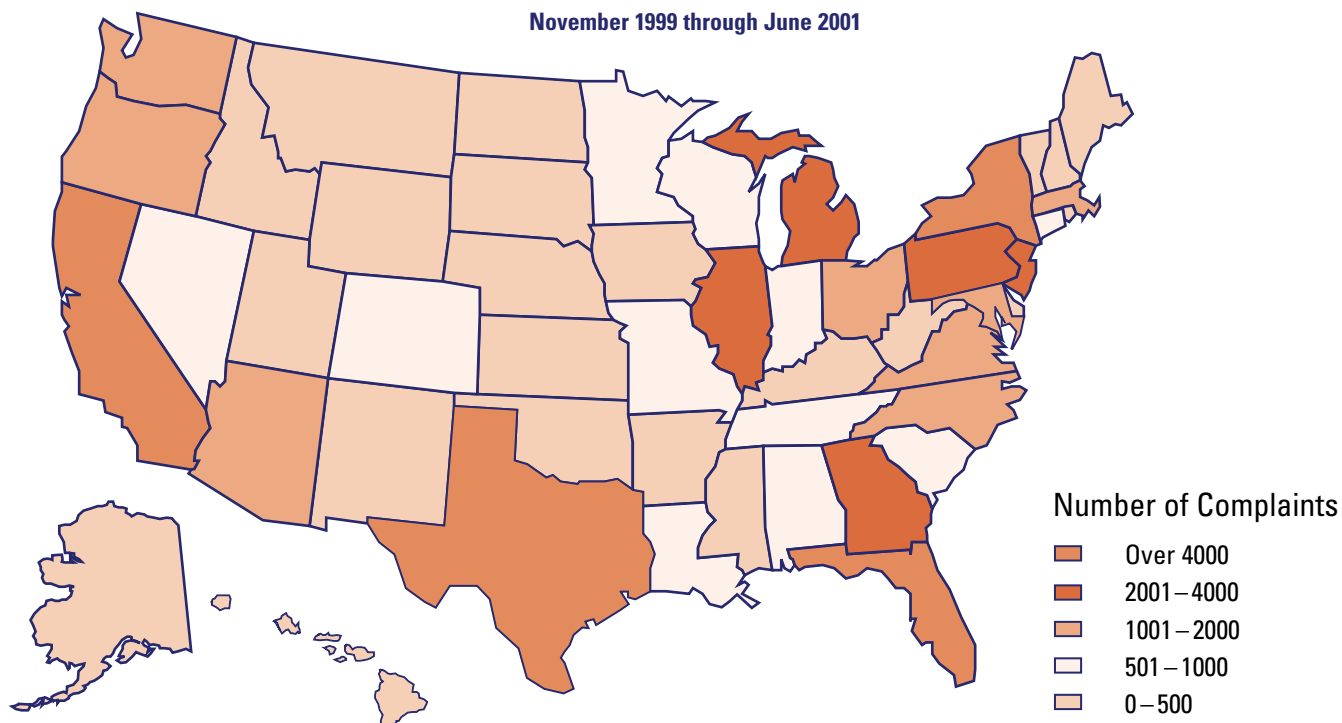 November 1999 through June 2001
Number of Complaints
Over 4000
2001–4000
1001–2000
501–1000
0–500